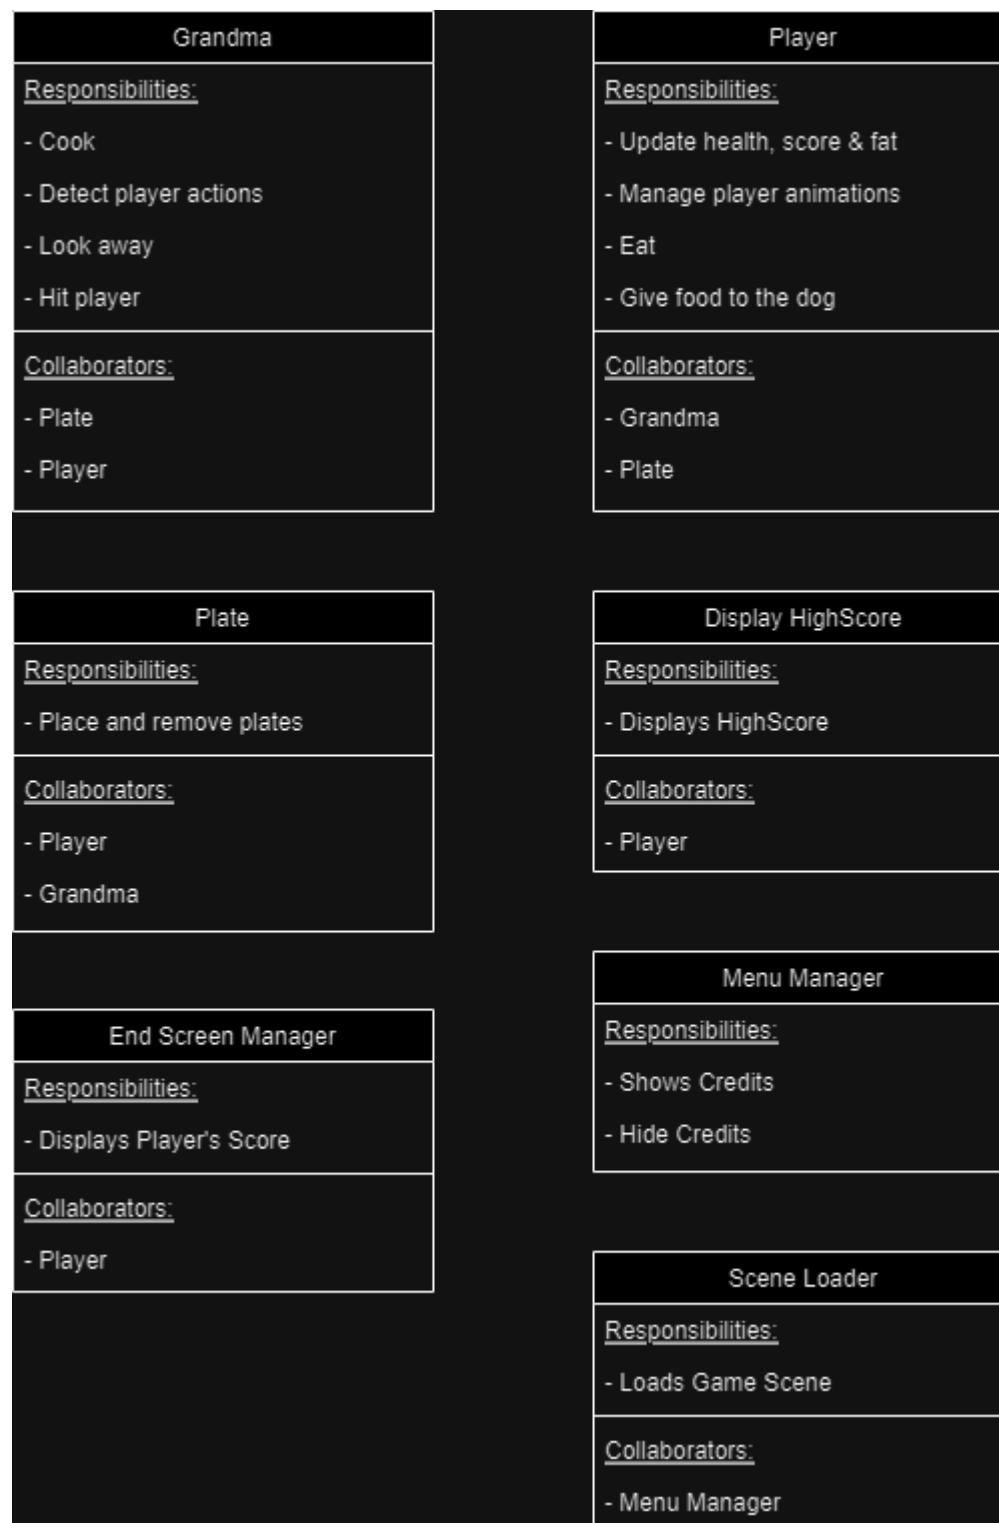 Grandma
Responsibilities:
- Cook
- Detect player actions
- Look away
- Hit player
Collaborators:
- Plate
- Player
Player
Responsibilities:
- Update health, score & fat
- Manage player animations
- Eat
- Give food to the dog
Collaborators:
- Grandma
- Plate
Plate
Responsibilities:
- Place and remove plates
Collaborators:
- Player
- Grandma
Display HighScore
Responsibilities:
- Displays HighScore
Collaborators:
- Player
End Screen Manager
Responsibilities:
- Displays Player's Score
Collaborators:
- Player
Menu Manager
Responsibilities:
- Shows Credits
- Hide Credits
Scene Loader
Responsibilities:
- Loads Game Scene
Collaborators:
- Menu Manager